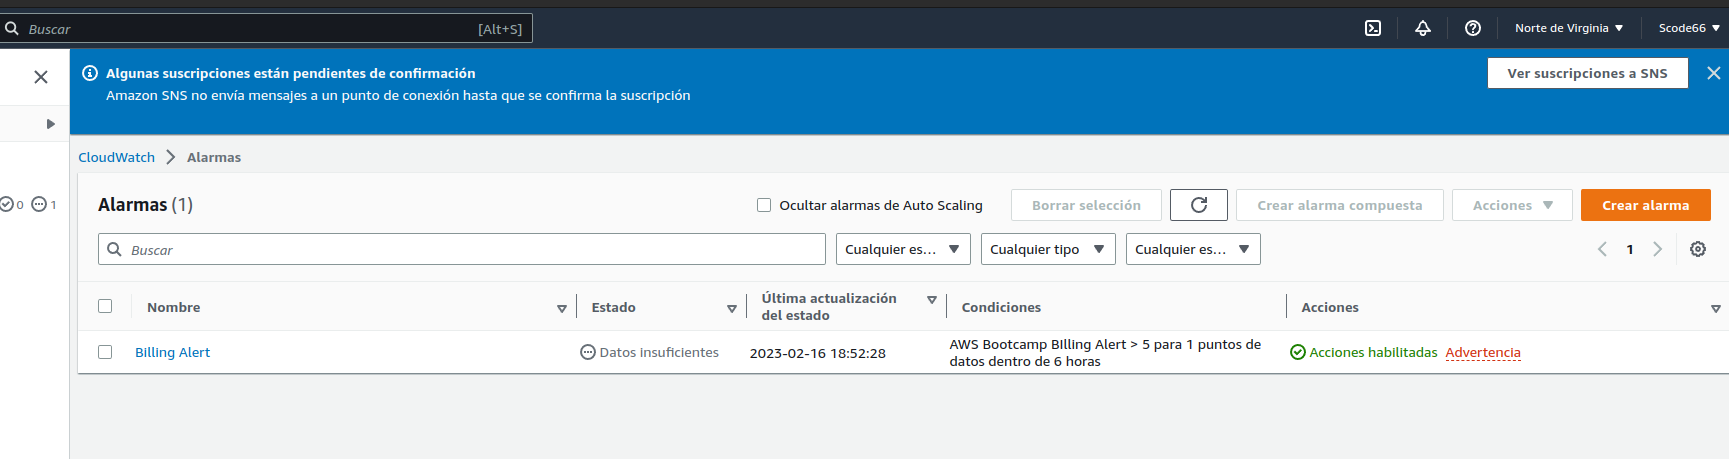 Buscar
[Alt+S]
Norte de Virginia
Scode66
Algunas suscripciones están pendientes de confirmación
Amazon SNS no envía mensajes a un punto de conexión hasta que se confirma la suscripción
Ver suscripciones a SNS
CloudWatch
Alarmas
0
1
Alarmas (1)
Ocultar alarmas de Auto Scaling
Borrar selección
Crear alarma compuesta
Acciones
Crear alarma
Buscar
Cualquier es...
Cualquier tipo
Cualquier es...
1
Nombre
Estado
Última actualización
del estado
Condiciones
Acciones
Billing Alert
Datos insuficientes
2023-02-16 18:52:28
AWS Bootcamp BIlling Alert > 5 para 1 puntos de
datos dentro de 6 horas
Acciones habilitadas
Advertencia